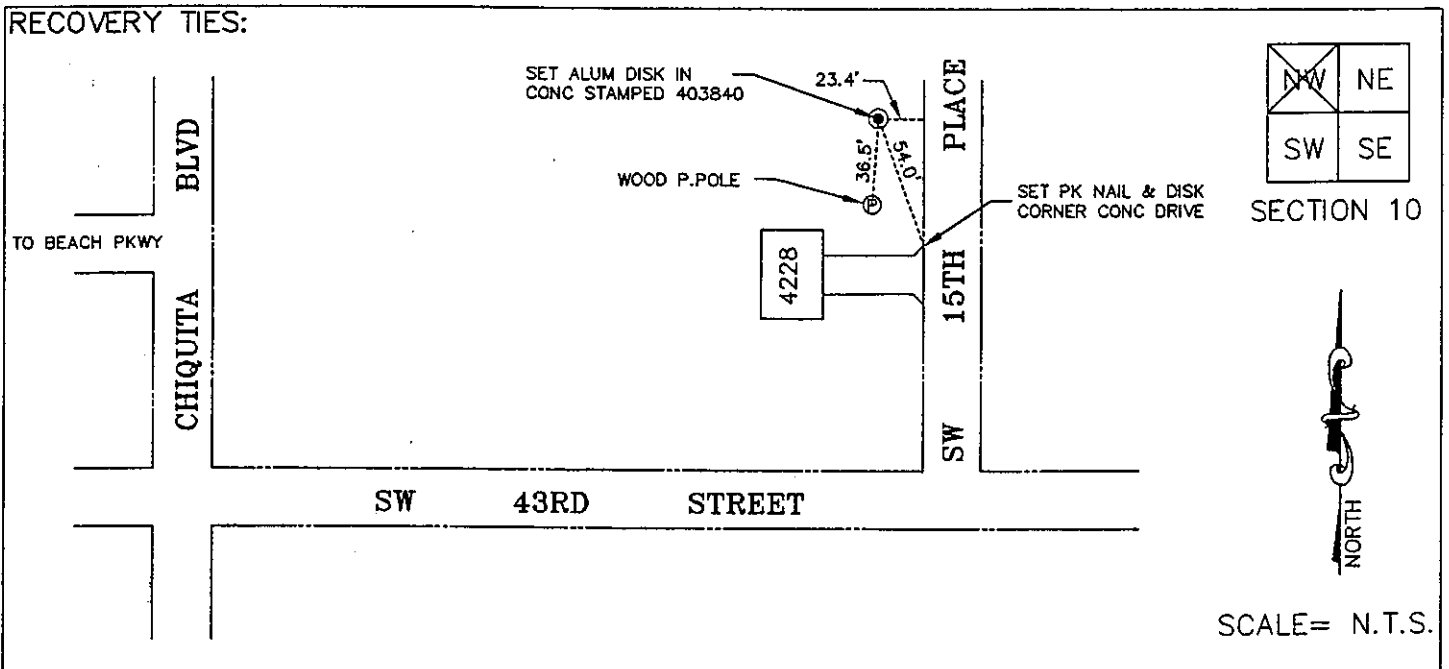 RECOVERY TIES:
SET ALUM DISK IN
CONC STAMPED 403840
23.4'
36.5'
54.0'
WOOD P.POLE
P
SET PK NAIL & DISK
CORNER CONC DRIVE
4228
SW 15TH PLACE
CHIQUITA BLVD
TO BEACH PKWY
SW 43RD STREET
NW NE
SW SE
SECTION 10
NORTH
SCALE= N.T.S.